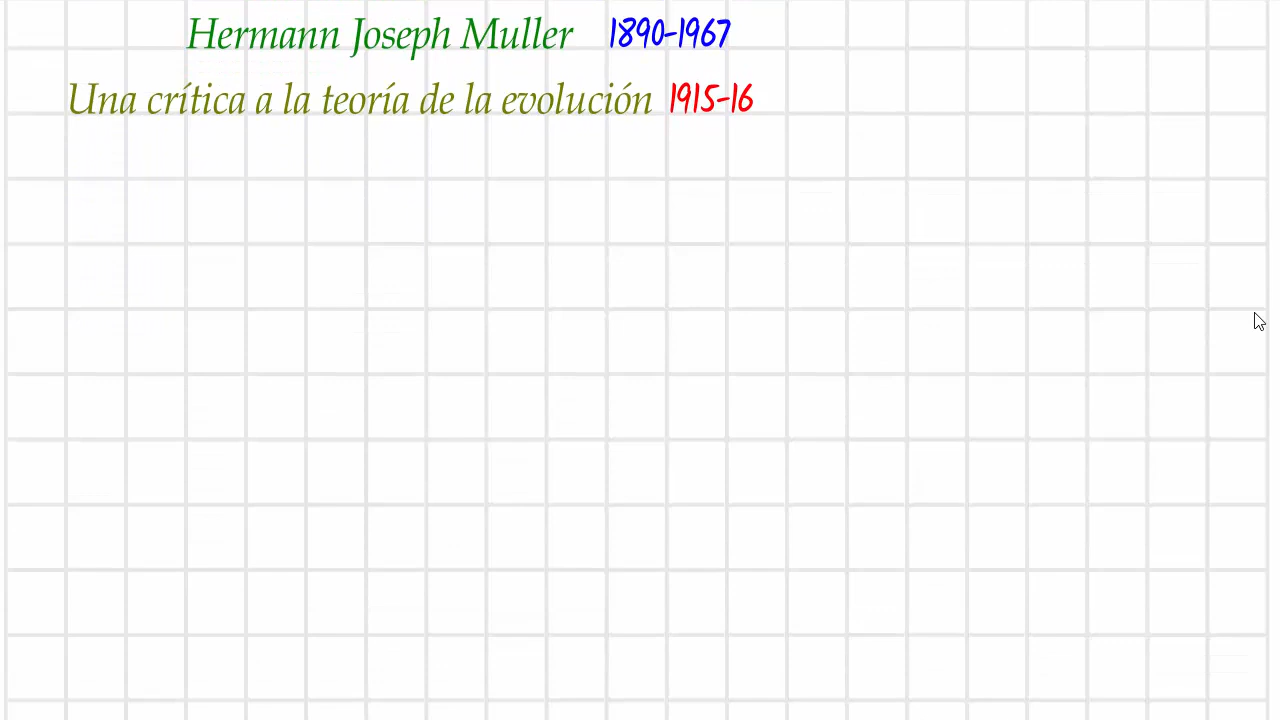 Hermann Joseph Muller 1890-1967
Una crítica a la teoría de la evolución 1915-16